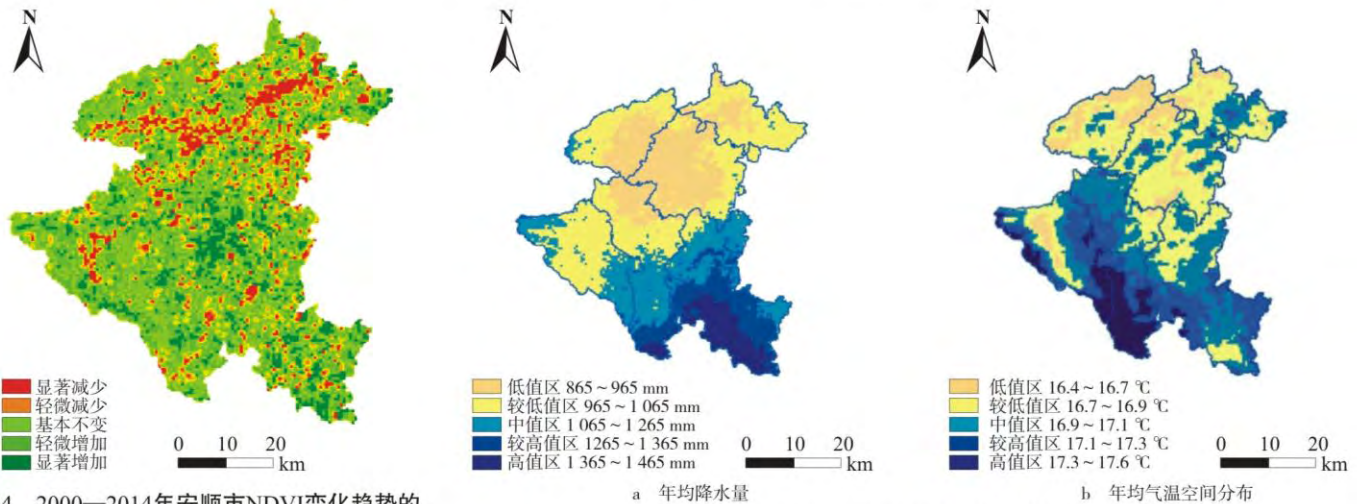 N
显著减少
轻微减少
基本不变
轻微增加
显著增加
0 10 20
km
4 2000—2014年安顺市NDVI变化趋势的
N
低值区 865~965 mm
较低值区 965~1 065 mm
中值区 1 065~1 265 mm
较高值区 1265~1 365 mm
高值区 1 365~1 465 mm
0 10 20
km
a 年均降水量
N
低值区 16.4~16.7 ℃
较低值区 16.7~16.9 ℃
中值区 16.9~17.1 ℃
较高值区 17.1~17.3 ℃
高值区 17.3~17.6 ℃
0 10 20
km
b 年均气温空间分布